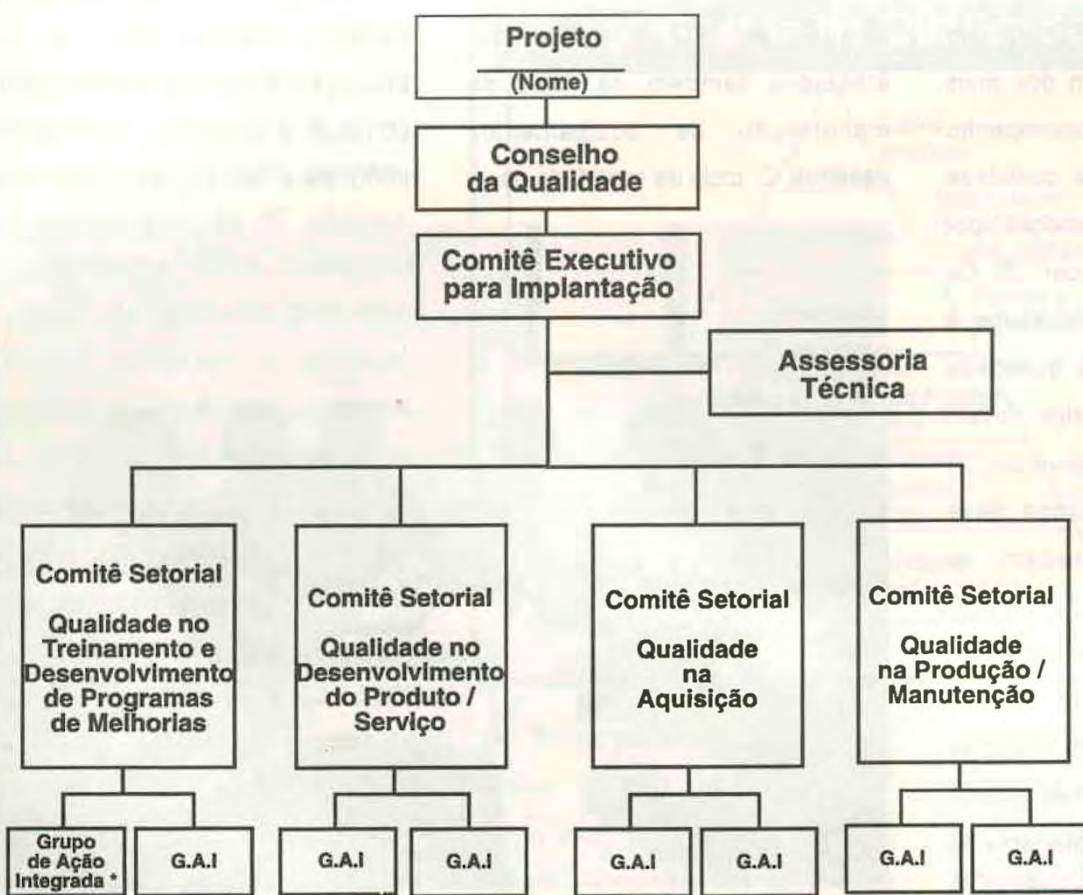 Projeto
(Nome)
Conselho
da Qualidade
Comitê Executivo
para Implantação
Assessoria
Técnica
Comitê Setorial
Qualidade no
Treinamento e
Desenvolvimento
de Programas
de Melhorias
Comitê Setorial
Qualidade no
Desenvolvimento
do Produto /
Serviço
Comitê Setorial
Qualidade
na
Aquisição
Comitê Setorial
Qualidade
na Produção /
Manutenção
Grupo
de Ação
Integrada *
G.A.I
G.A.I
G.A.I
G.A.I
G.A.I
G.A.I
G.A.I